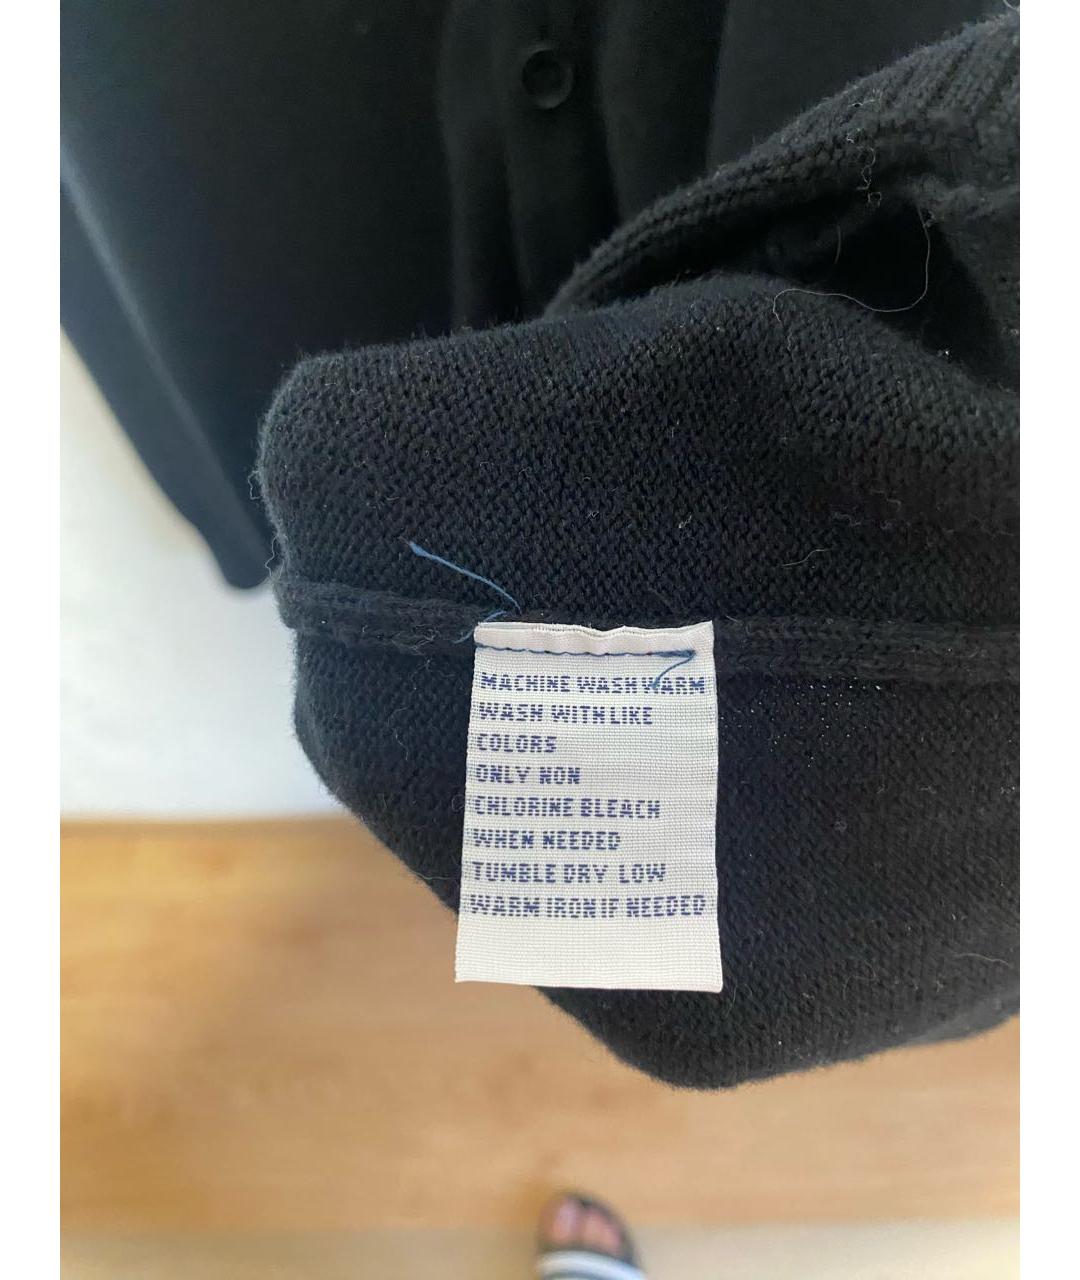 MACHINE WASH WARM
WASH WITH LIKE
COLORS
ONLY NON
CHLORINE BLEACH
WHEN NEEDED
TUMBLE DRY LOW
WARM IRON IF NEEDED